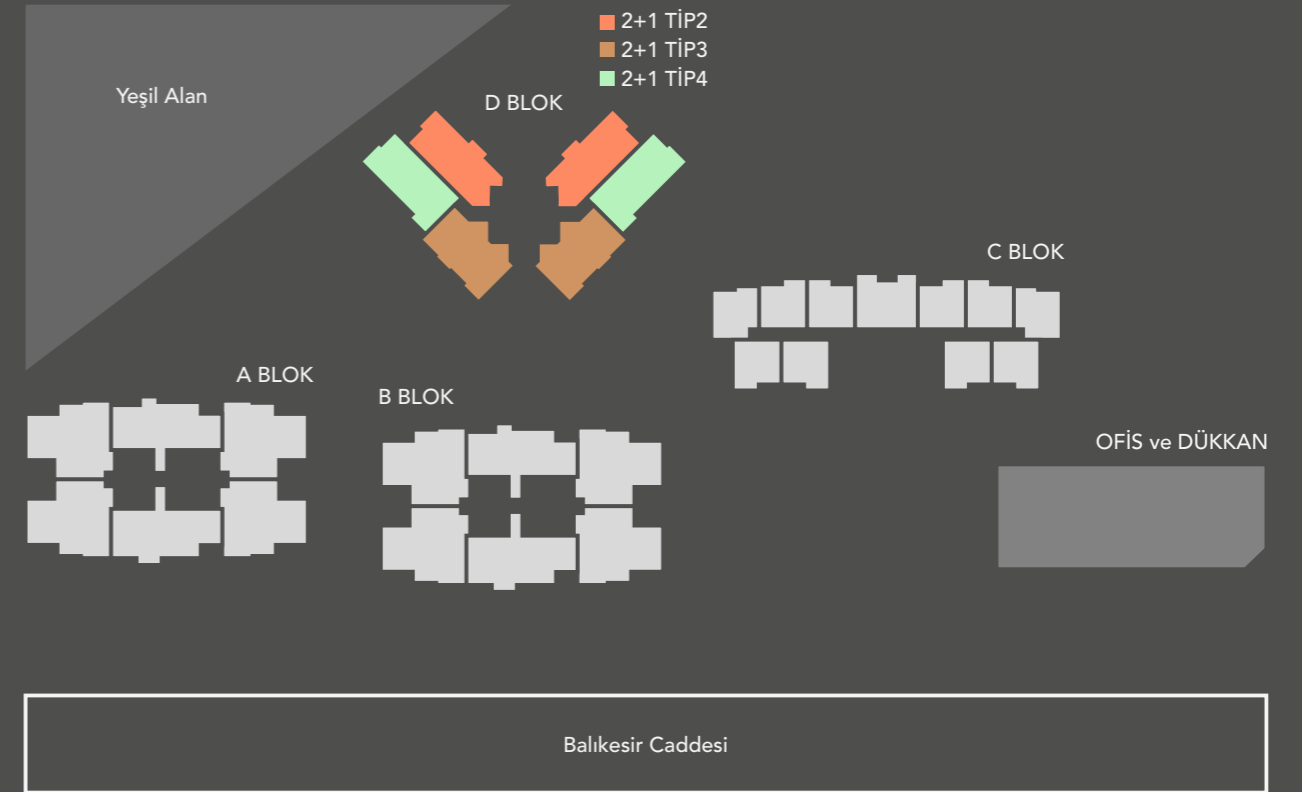 2+1 TİP2
2+1 TİP3
2+1 TİP4
Yeşil Alan
D BLOK
C BLOK
A BLOK
B BLOK
OFİS ve DÜKKAN
Balıkesir Caddesi